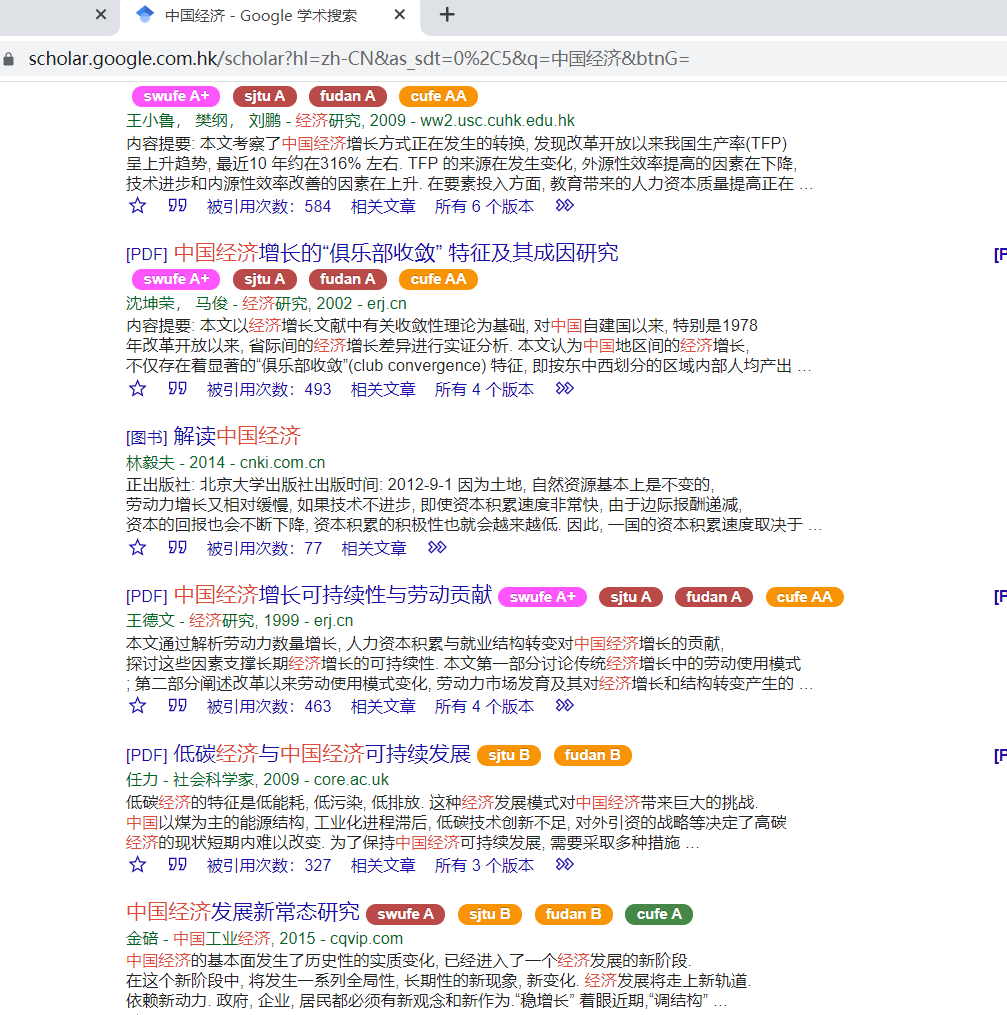 中国经济 - Google 学术搜索
scholar.google.com.hk/scholar?hl=zh-CN&as_sdt=0%2C5&q=中国经济&btnG=
swufe A+ sjtu A fudan A cufe AA
王小鲁， 樊纲， 刘鹏 - 经济研究, 2009 - ww2.usc.cuhk.edu.hk
内容提要: 本文考察了中国经济增长方式正在发生的转换, 发现改革开放以来我国生产率(TFP)
呈上升趋势, 最近10 年约在316% 左右. TFP 的来源在发生变化, 外源性效率提高的因素在下降,
技术进步和内源性效率改善的因素在上升. 在要素投入方面, 教育带来的人力资本质量提高正在 …
被引用次数：584 相关文章 所有 6 个版本
[PDF] 中国经济增长的“俱乐部收敛” 特征及其成因研究
swufe A+ sjtu A fudan A cufe AA
沈坤荣， 马俊 - 经济研究, 2002 - erj.cn
内容提要: 本文以经济增长文献中有关收敛性理论为基础, 对中国自建国以来, 特别是1978
年改革开放以来, 省际间的经济增长差异进行实证分析. 本文认为中国地区间的经济增长,
不仅存在着显著的“俱乐部收敛”(club convergence) 特征, 即按东中西划分的区域内部人均产出 …
被引用次数：493 相关文章 所有 4 个版本
[图书] 解读中国经济
林毅夫 - 2014 - cnki.com.cn
正出版社: 北京大学出版社出版时间: 2012-9-1 因为土地, 自然资源基本上是不变的,
劳动力增长又相对缓慢, 如果技术不进步, 即使资本积累速度非常快, 由于边际报酬递减,
资本的回报也会不断下降, 资本积累的积极性也就会越来越低. 因此, 一国的资本积累速度取决于 …
被引用次数：77 相关文章
[PDF] 中国经济增长可持续性与劳动贡献 swufe A+ sjtu A fudan A cufe AA
王德文 - 经济研究, 1999 - erj.cn
本文通过解析劳动力数量增长, 人力资本积累与就业结构转变对中国经济增长的贡献,
探讨这些因素支撑长期经济增长的可持续性. 本文第一部分讨论传统经济增长中的劳动使用模式
; 第二部分阐述改革以来劳动使用模式变化, 劳动力市场发育及其对经济增长和结构转变产生的 …
被引用次数：463 相关文章 所有 4 个版本
[PDF] 低碳经济与中国经济可持续发展 sjtu B fudan B
任力 - 社会科学家, 2009 - core.ac.uk
低碳经济的特征是低能耗, 低污染, 低排放. 这种经济发展模式对中国经济带来巨大的挑战.
中国以煤为主的能源结构, 工业化进程滞后, 低碳技术创新不足, 对外引资的战略等决定了高碳
经济的现状短期内难以改变. 为了保持中国经济可持续发展, 需要采取多种措施 …
被引用次数：327 相关文章 所有 3 个版本
中国经济发展新常态研究 swufe A sjtu B fudan B cufe A
金碚 - 中国工业经济, 2015 - cqvip.com
中国经济的基本面发生了历史性的实质变化, 已经进入了一个经济发展的新阶段.
在这个新阶段中, 将发生一系列全局性, 长期性的新现象, 新变化. 经济发展将走上新轨道.
依赖新动力. 政府, 企业, 居民都必须有新观念和新作为.“稳增长” 着眼近期,“调结构” …